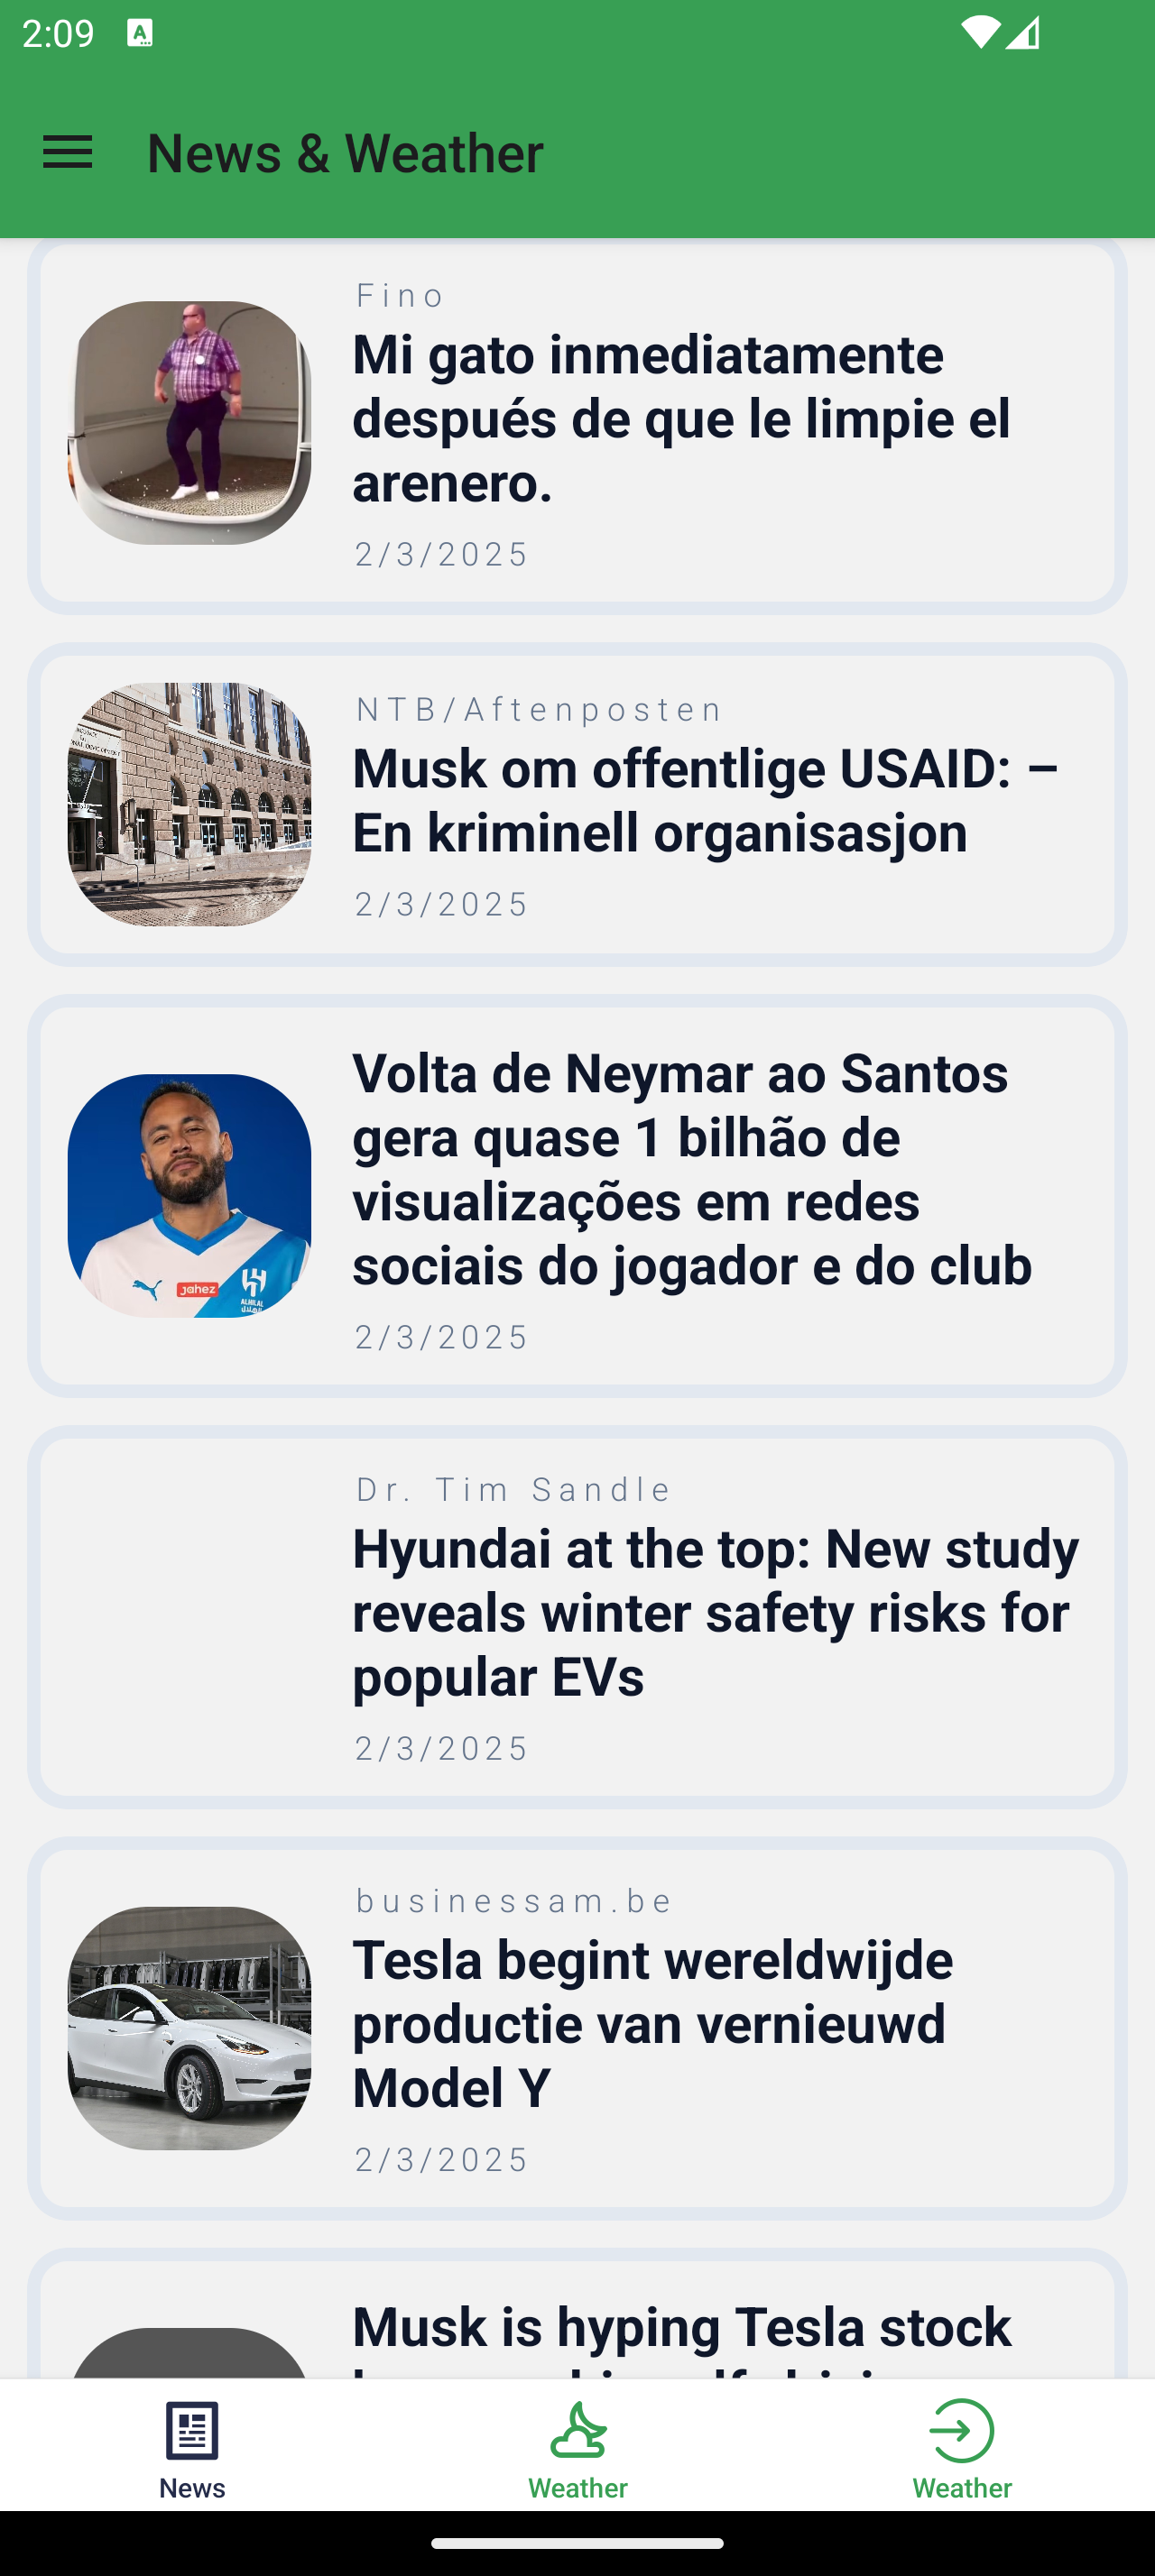 2:09
News & Weather
Fino
Mi gato inmediatamente
después de que le limpie el
arenero.
2/3/2025
NTB/Aftenposten
Musk om offentlige USAID: –
En kriminell organisasjon
2/3/2025
Volta de Neymar ao Santos
gera quase 1 bilhão de
visualizações em redes
sociais do jogador e do club
2/3/2025
jahez
Dr. Tim Sandle
Hyundai at the top: New study
reveals winter safety risks for
popular EVs
2/3/2025
businessam.be
Tesla begint wereldwijde
productie van vernieuwd
Model Y
2/3/2025
Musk is hyping Tesla stock
News
Weather
Weather